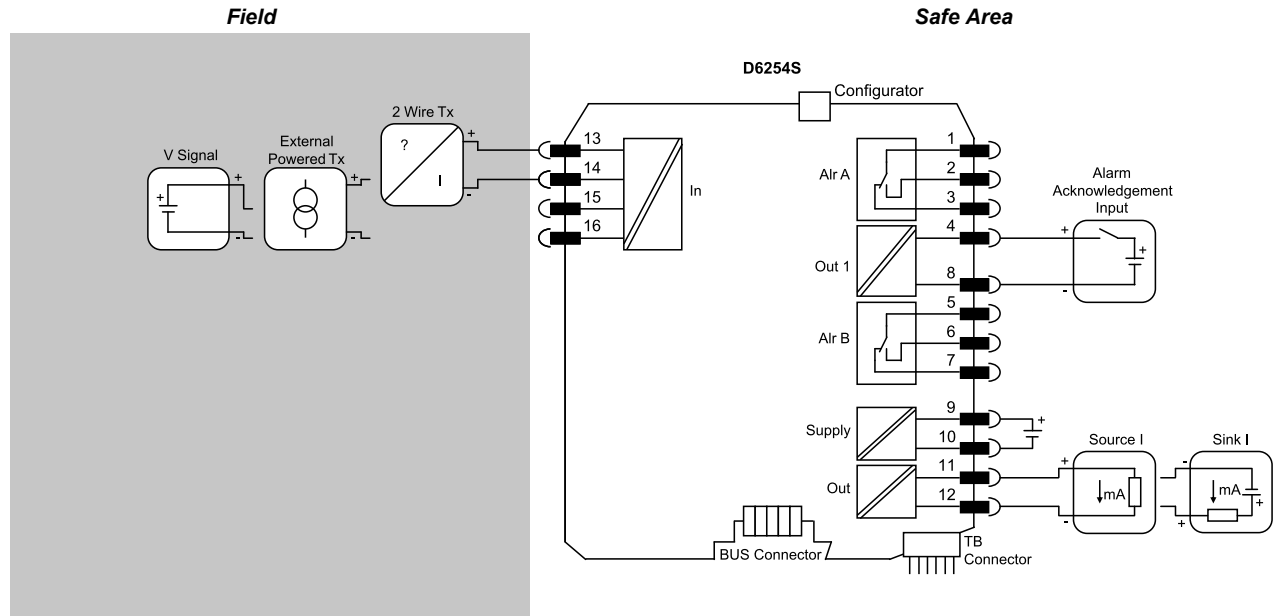 Field
Safe Area
D6254S
Configurator
V Signal
+
+
-
External
Powered Tx
+
-
2 Wire Tx
?
I
+
-
13
14
15
16
In
1
2
3
Alr A
4
8
Out 1
5
6
7
Alr B
9
10
Supply
11
12
Out
Alarm
Acknowledgement
Input
+
-
+
+
Source I
+
mA
-
Sink I
-
mA
+
+
BUS Connector
TB
Connector